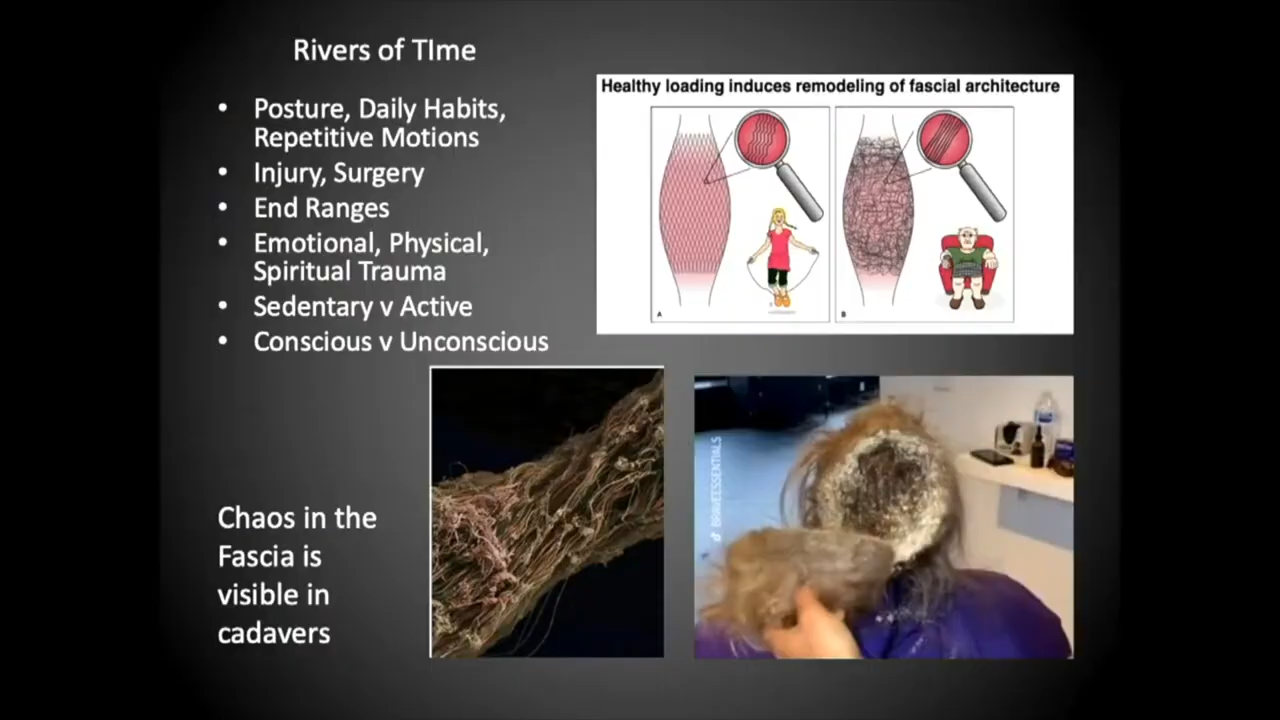 Rivers of TIme
• Posture, Daily Habits,
Repetitive Motions
• Injury, Surgery
• End Ranges
• Emotional, Physical,
Spiritual Trauma
• Sedentary v Active
• Conscious v Unconscious
Healthy loading induces remodeling of fascial architecture
A
B
Chaos in the
Fascia is
visible in
cadavers
BRAVEESSENTIALS